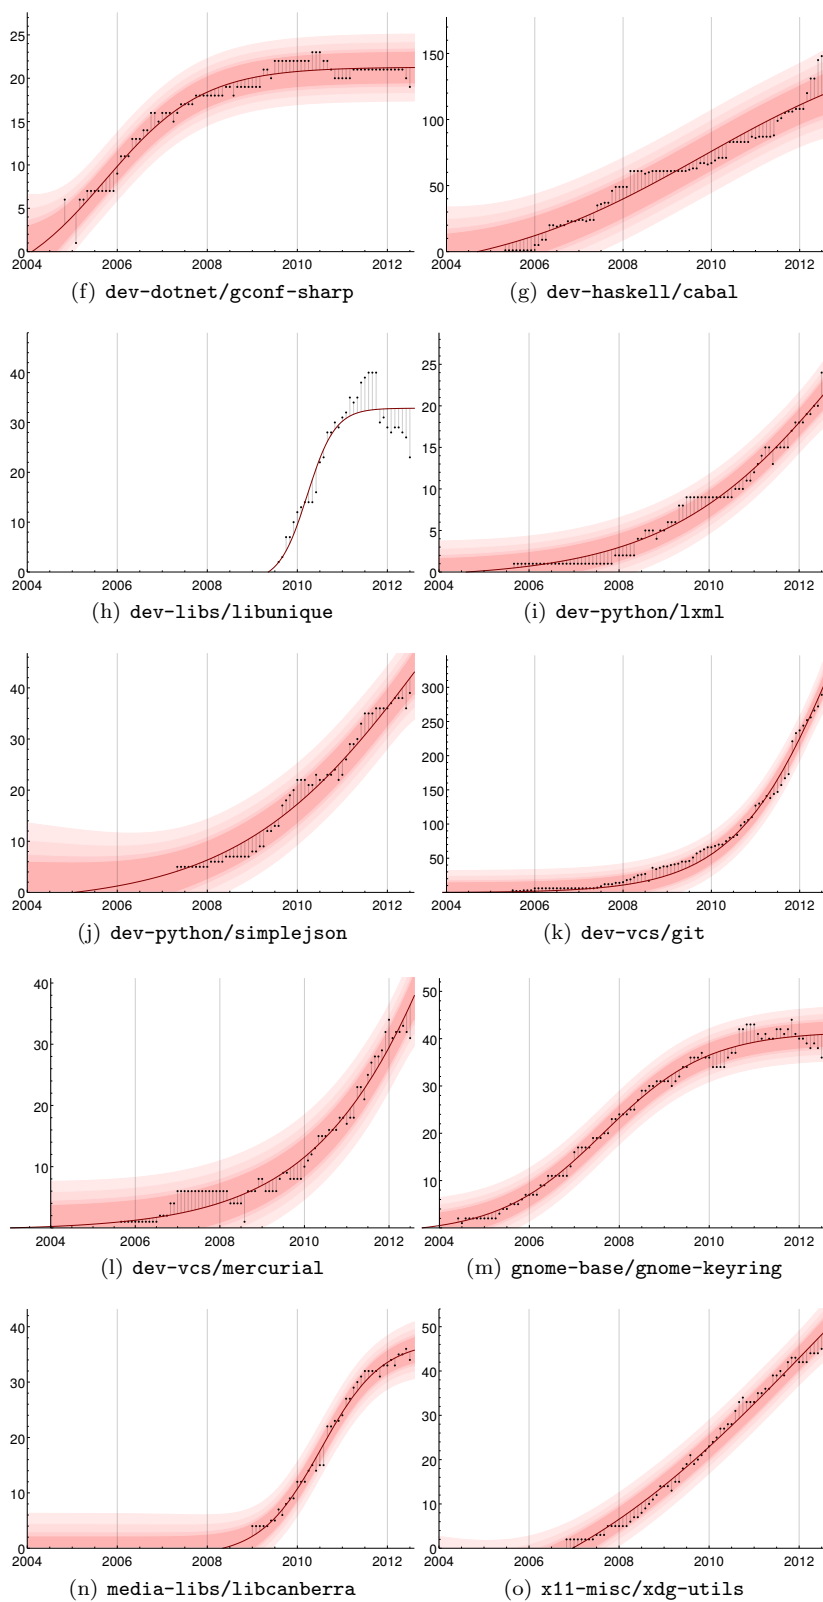 25
20
15
10
5
0
2004 2006 2008 2010 2012
(f) dev-dotnet/gconf-sharp
150
100
50
0
2004 2006 2008 2010 2012
(g) dev-haskell/cabal
40
30
20
10
0
2004 2006 2008 2010 2012
(h) dev-libs/libunique
25
20
15
10
5
0
2004 2006 2008 2010 2012
(i) dev-python/lxml
40
30
20
10
0
2004 2006 2008 2010 2012
(j) dev-python/simplejson
300
250
200
150
100
50
2004 2006 2008 2010 2012
(k) dev-vcs/git
40
30
20
10
2004 2006 2008 2010 2012
(l) dev-vcs/mercurial
50
40
30
20
10
0
2004 2006 2008 2010 2012
(m) gnome-base/gnome-keyring
40
30
20
10
0
2004 2006 2008 2010 2012
(n) media-libs/libcanberra
50
40
30
20
10
0
2004 2006 2008 2010 2012
(o) x11-misc/xdg-utils